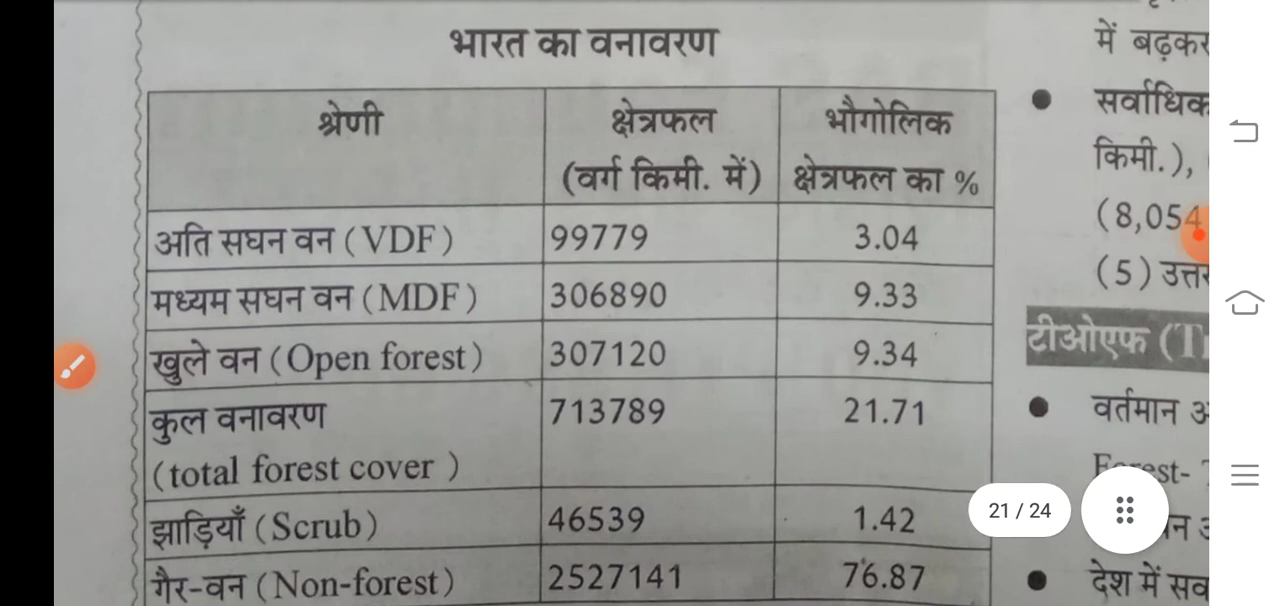 भारत का वनावरण
श्रेणी क्षेत्रफल भौगोलिक
(वर्ग किमी. में) क्षेत्रफल का %
अति सघन वन (VDF) 99779 3.04
मध्यम सघन वन (MDF) 306890 9.33
खुले वन (Open forest) 307120 9.34
कुल वनावरण 713789 21.71
(total forest cover )
झाड़ियाँ (Scrub) 46539 1.42
गैर-वन (Non-forest) 2527141 76.87
में बढ़कर
सर्वाधिक
किमी.),
(8,054
(5) उत्तर
टीओएफ (T
वर्तमान
देश में
21 / 24